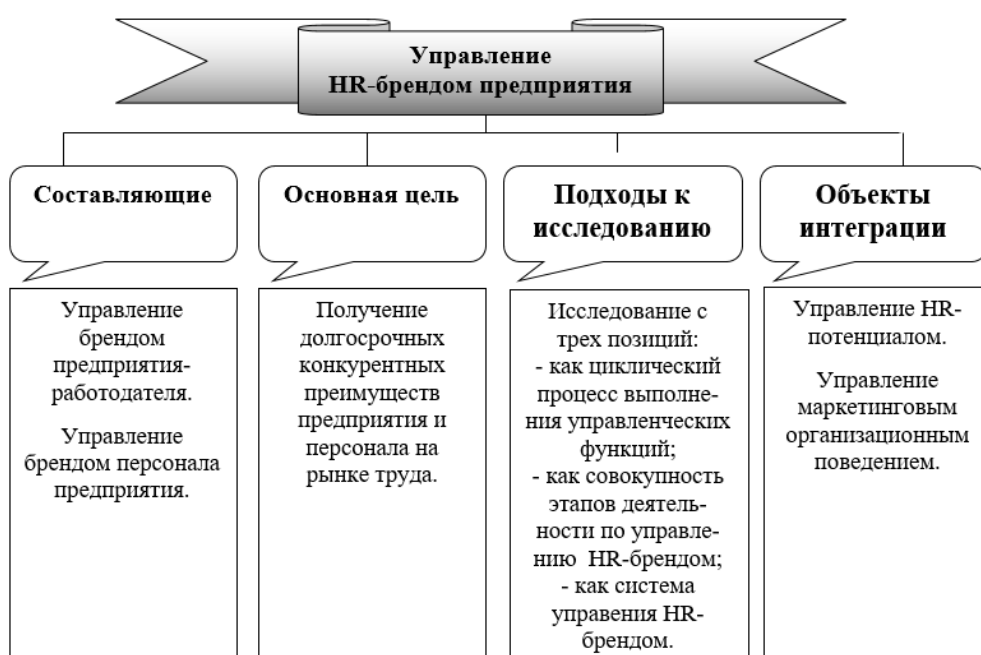 Управление
HR-брендом предприятия
Составляющие
Основная цель
Подходы к
исследованию
Объекты
интеграции
Управление
брендом
предприятия-
работодателя.
Управление
брендом персонала
предприятия.
Получение
долгосрочных
конкурентных
преимуществ
предприятия и
персонала на
рынке труда.
Исследование с
трех позиций:
- как циклический
процесс выполне-
ния управленческих
функций;
- как совокупность
этапов деятель-
ности по управле-
нию HR-брендом;
- как система
управения HR-
брендом.
Управление HR-
потенциалом.
Управление
маркетинговым
организационным
поведением.